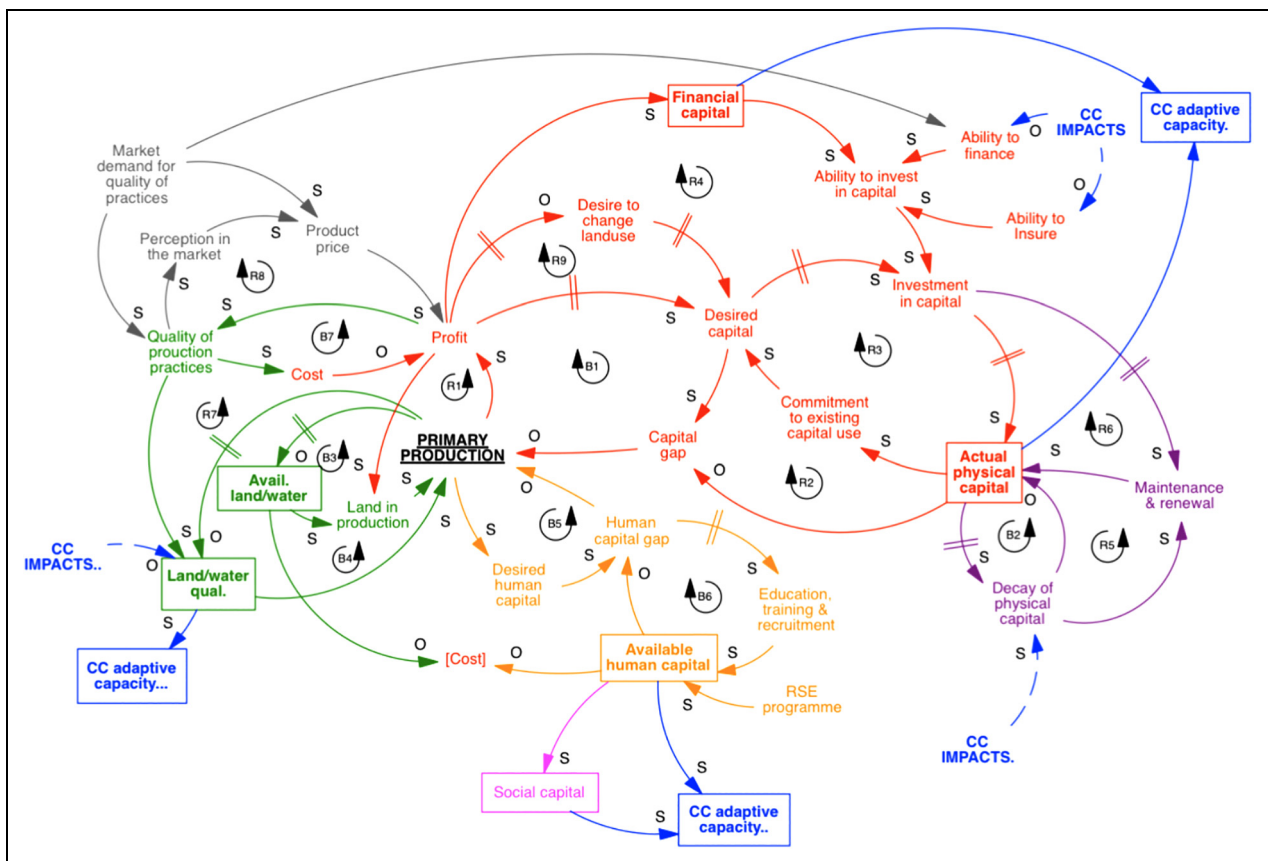 Financial
capital
S
CC adaptive
capacity.
CC
IMPACTS
O
Ability to
finance
S
O
Market
demand for
quality of
practices
S
Ability to invest
in capital
S
S
Ability to
Insure
R4
Desire to
change
landuse
O
S
Product
price
Perception in
the market
S
R8
S
R9
S
S
Investment
in capital
S
S
Profit
S
Desired
capital
S
Quality of
prouction
practices
B7
S
O
Cost
R1
S
B1
R3
S
Commitment
to existing
capital use
S
R7
PRIMARY
PRODUCTION
O
Capital
gap
S
O
S
Actual
physical
capital
S
R6
S
Maintenance
& renewal
Avail.
land/water
O
B3
S
S
Land in
production
S
B4
S
O
R2
O
B2
R5
S
S
Human
capital gap
B5
S
Desired
human
capital
S
O
B6
S
Education,
training &
recruitment
Decay of
physical
capital
S
CC
IMPACTS..
O
S
O
Land/water
qual.
S
CC adaptive
capacity...
O
[Cost]
O
Available
human capital
S
RSE
programme
S
CC
IMPACTS.
S
Social capital
S
S
CC adaptive
capacity..